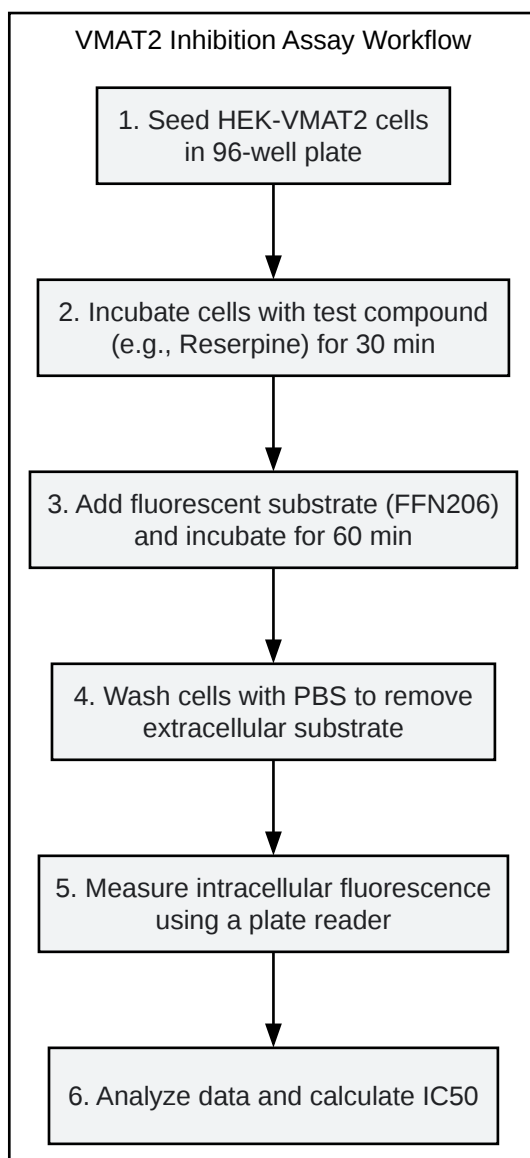 VMAT2 Inhibition Assay Workflow
1. Seed HEK-VMAT2 cells
in 96-well plate
2. Incubate cells with test compound
(e.g., Reserpine) for 30 min
3. Add fluorescent substrate (FFN206)
and incubate for 60 min
4. Wash cells with PBS to remove
extracellular substrate
5. Measure intracellular fluorescence
using a plate reader
6. Analyze data and calculate IC50